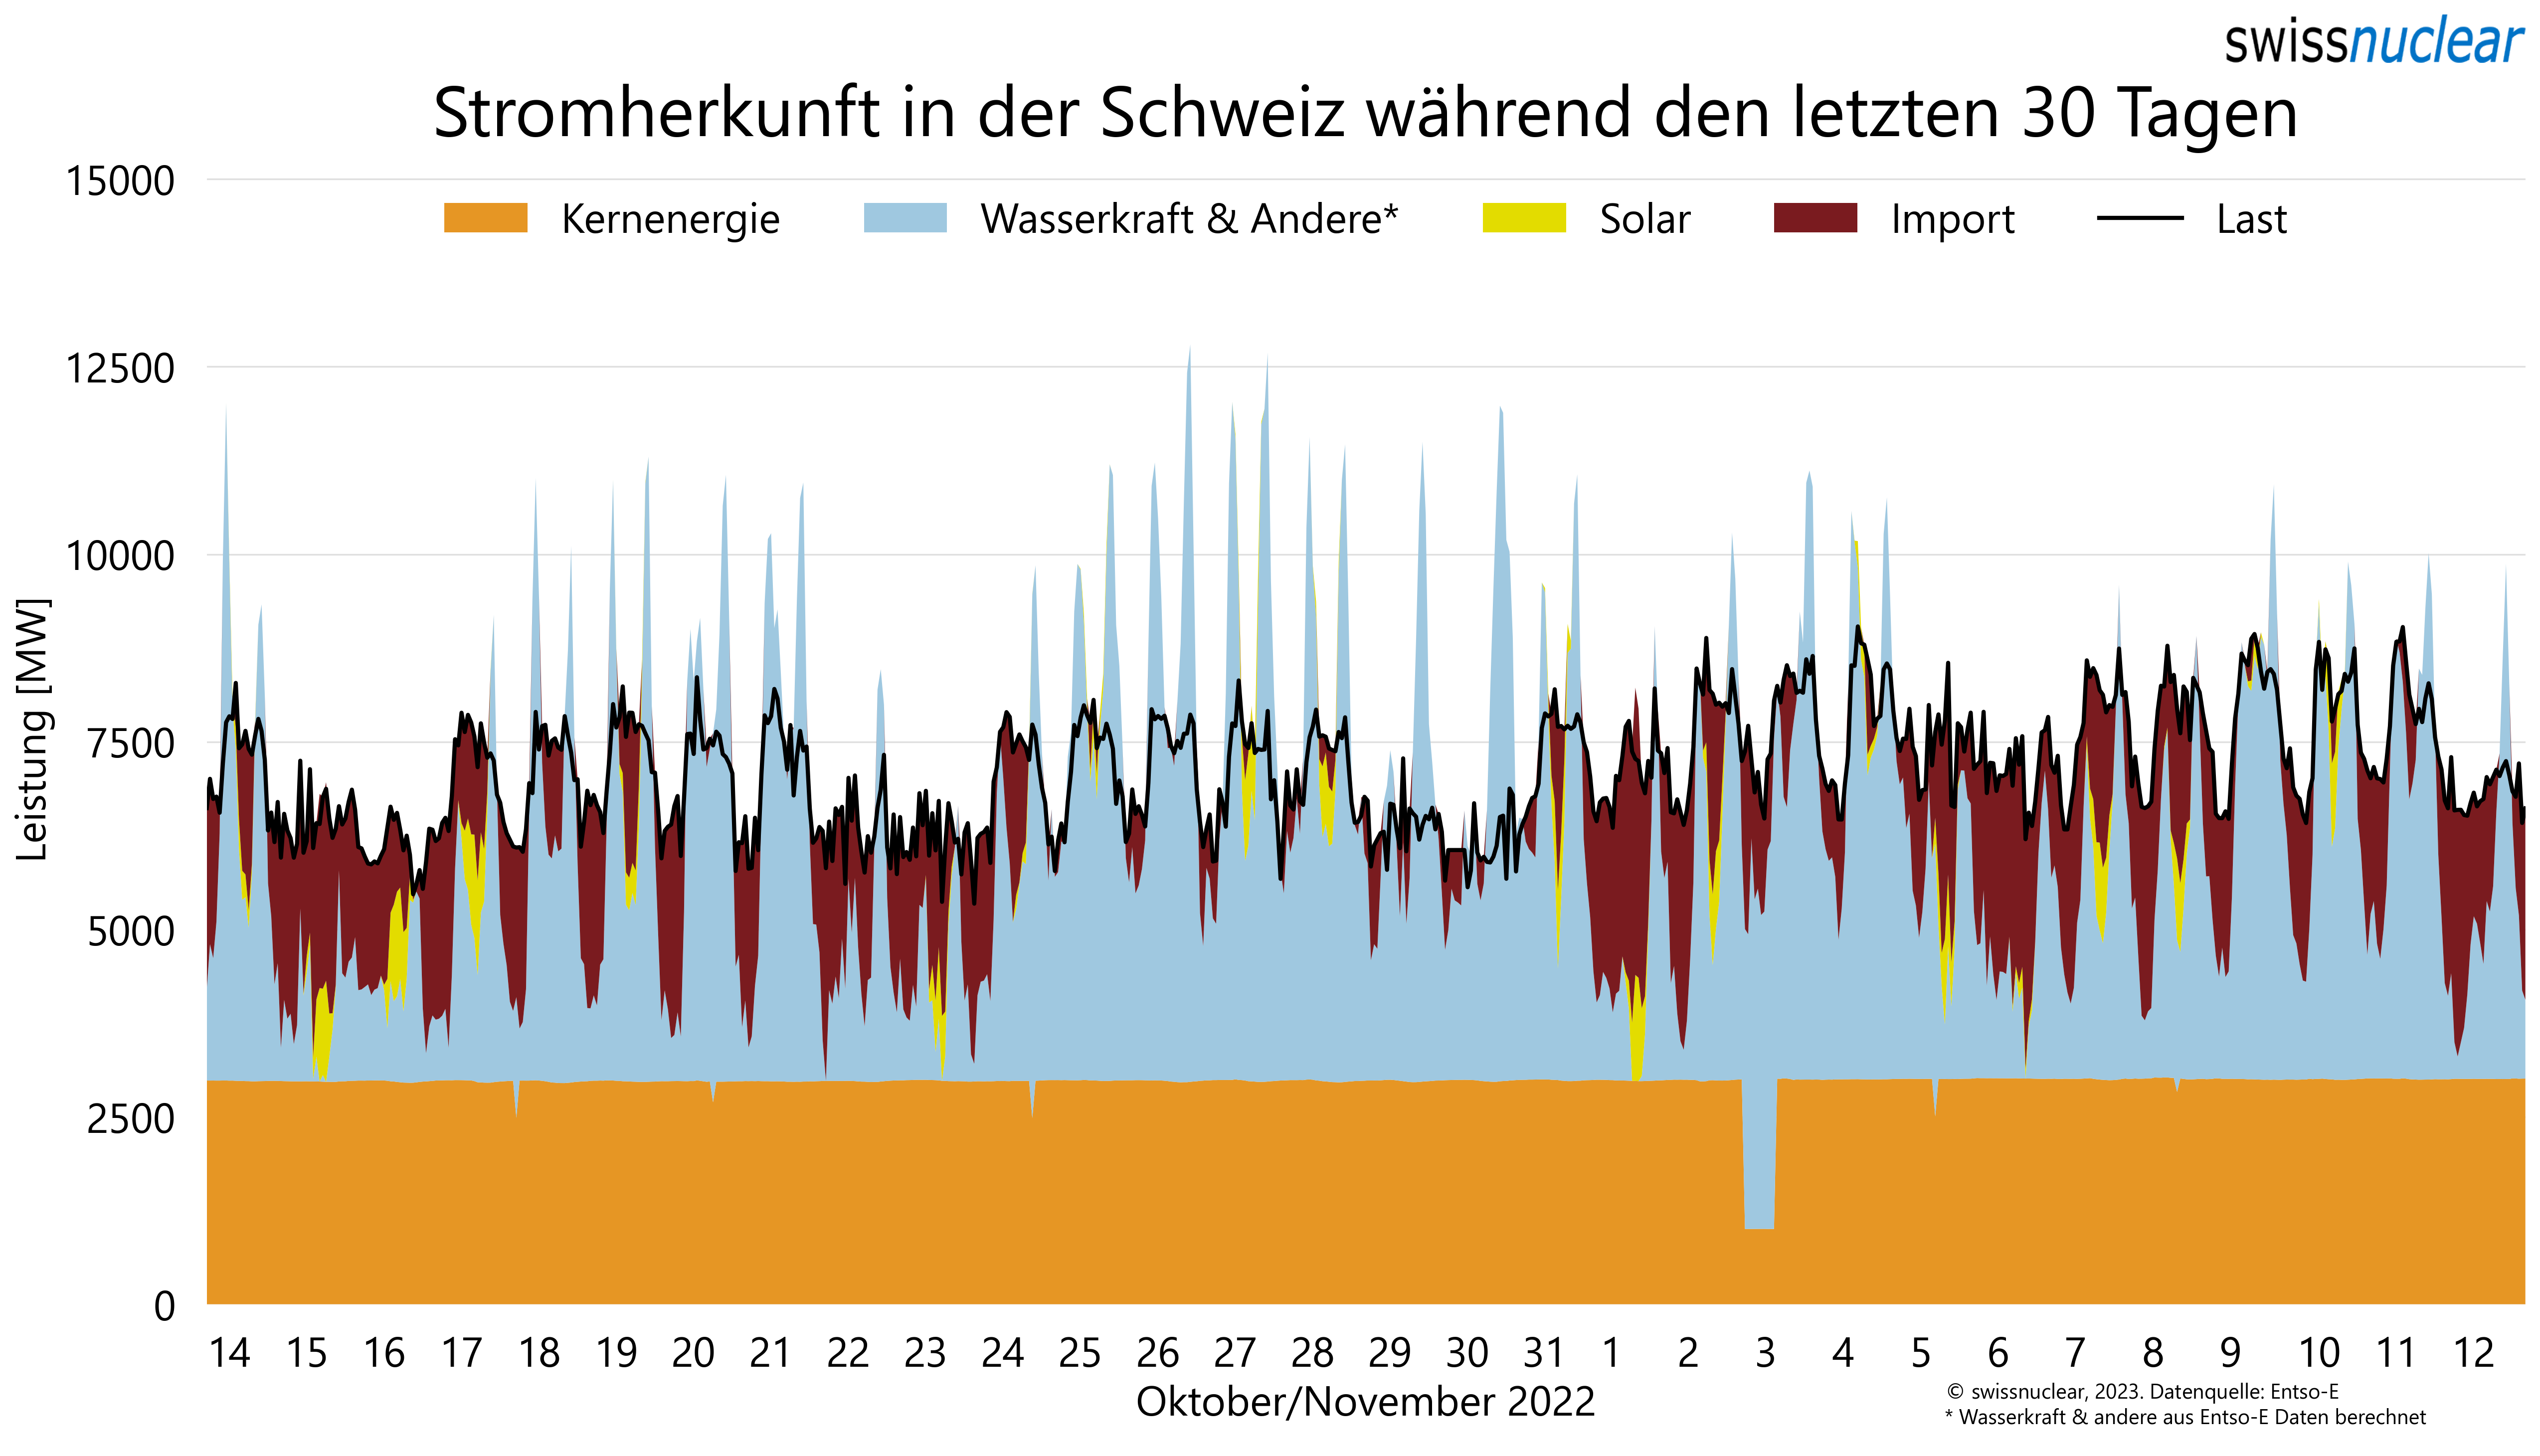 swissnuclear
Stromherkunft in der Schweiz während den letzten 30 Tagen
15000
Kernenergie Wasserkraft & Andere* Solar Import Last
12500
10000
7500
5000
2500
0
Leistung [MW]
14 15 16 17 18 19 20 21 22 23 24 25 26 27 28 29 30 31 1 2 3 4 5 6 7 8 9 10 11 12
Oktober/November 2022
© swissnuclear, 2023. Datenquelle: Entso-E
* Wasserkraft & andere aus Entso-E Daten berechnet